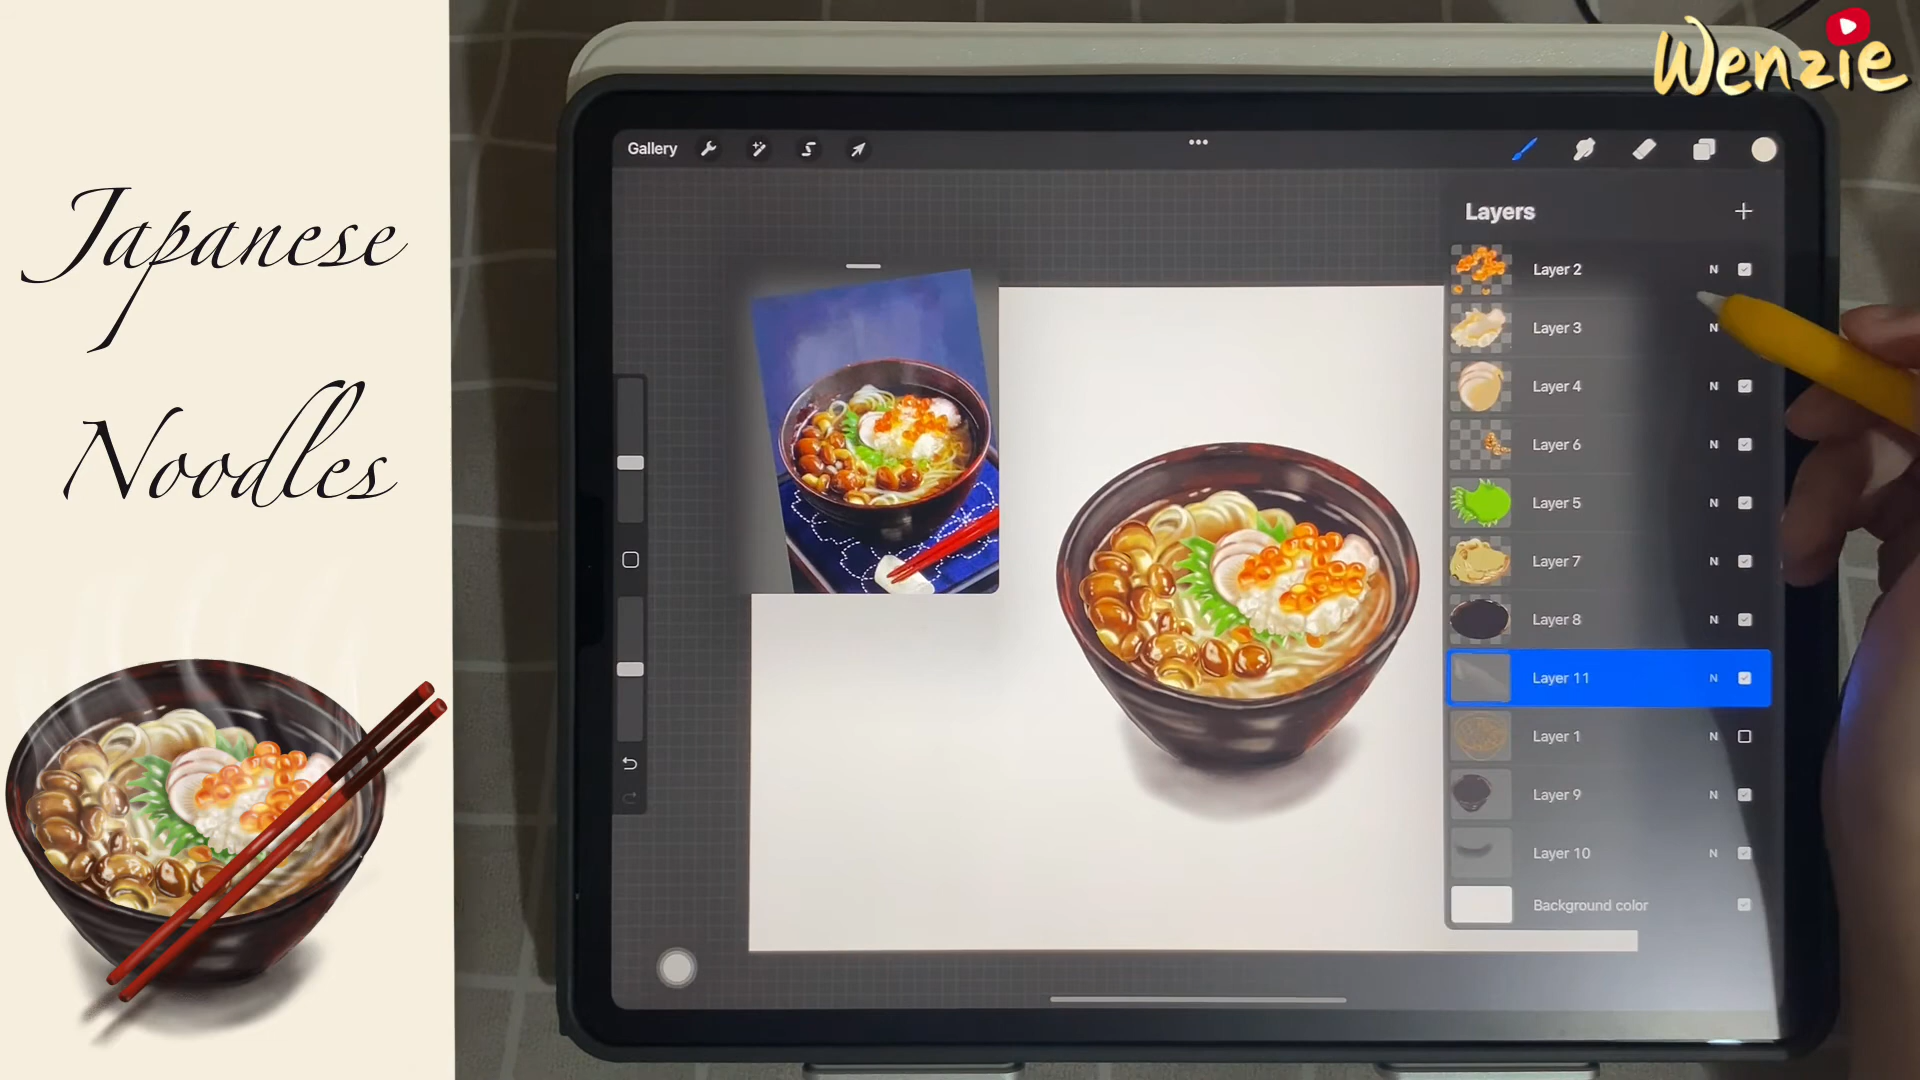 Japanese
Noodles
Wenzie
Gallery
Layers
Layer 2 N
Layer 3 N
Layer 4 N
Layer 6 N
Layer 5 N
Layer 7 N
Layer 8 N
Layer 11 N
Layer 1 N
Layer 9 N
Layer 10 N
Background color